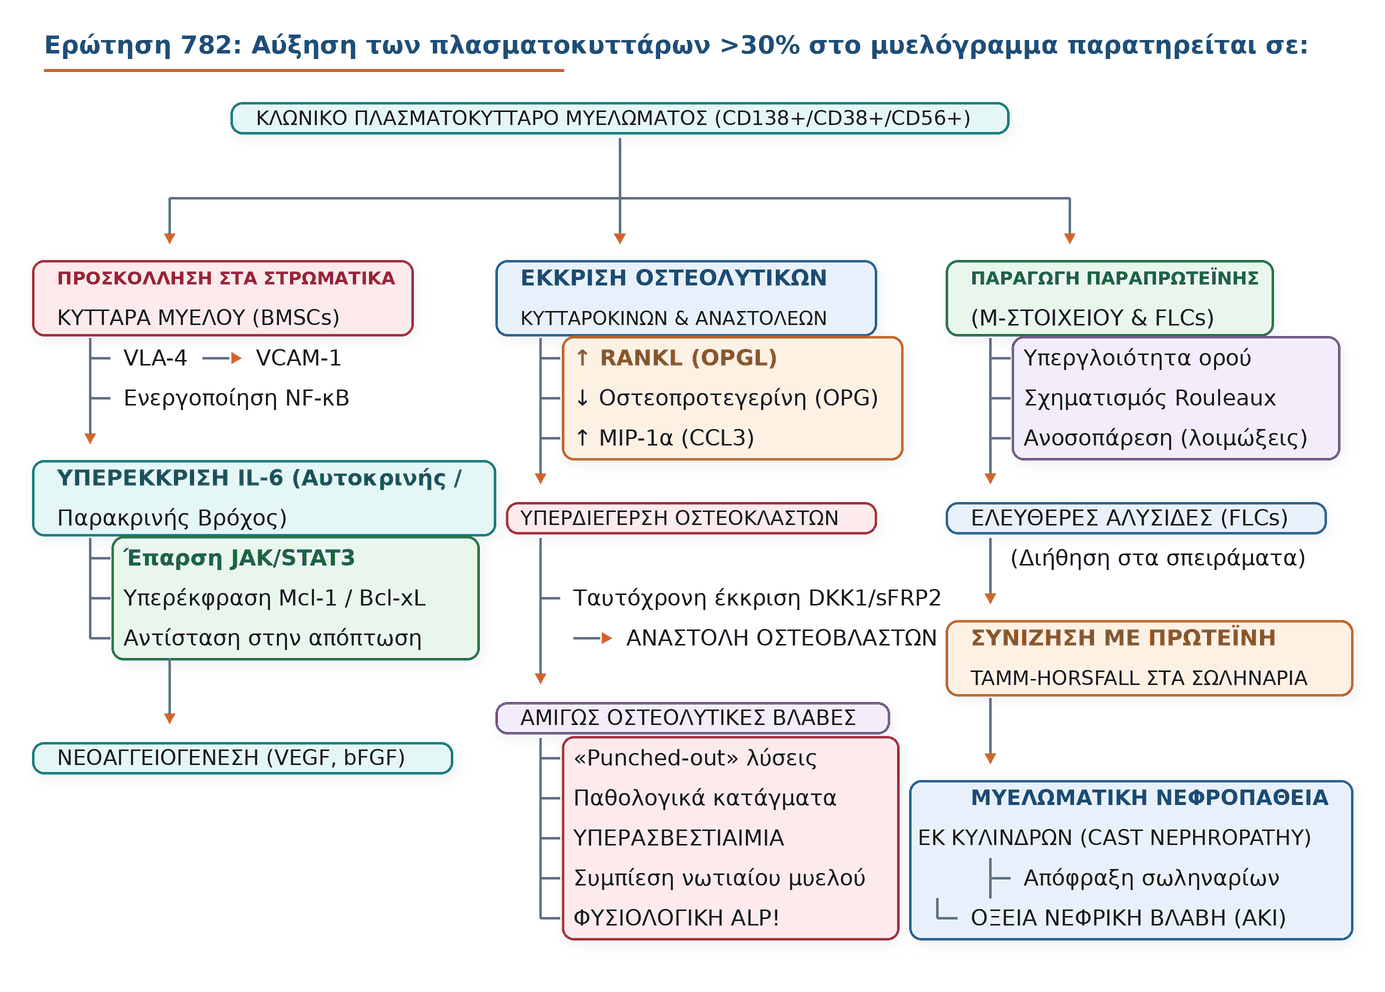 Ερώτηση 782: Αύξηση των πλασματοκυττάρων >30% στο μυελόγραμμα παρατηρείται σε:
ΚΛΩΝΙΚΟ ΠΛΑΣΜΑΤΟΚΥΤΤΑΡΟ ΜΥΕΛΩΜΑΤΟΣ (CD138+/CD38+/CD56+)
ΠΡΟΣΚΟΛΛΗΣΗ ΣΤΑ ΣΤΡΩΜΑΤΙΚΑ
ΚΥΤΤΑΡΑ ΜΥΕΛΟΥ (BMSCs)
VLA-4 → VCAM-1
Ενεργοποίηση NF-κB
ΥΠΕΡΕΚΚΡΙΣΗ IL-6 (Αυτοκρινής /
Παρακρινής Βρόχος)
Έπαρση JAK/STAT3
Υπερέκφραση Mcl-1 / Bcl-xL
Αντίσταση στην απόπτωση
ΝΕΟΑΓΓΕΙΟΓΕΝΕΣΗ (VEGF, bFGF)
ΕΚΚΡΙΣΗ ΟΣΤΕΟΛΥΤΙΚΩΝ
ΚΥΤΤΑΡΟΚΙΝΩΝ & ΑΝΑΣΤΟΛΕΩΝ
↑ RANKL (OPGL)
↓ Οστεοπροτεγερίνη (OPG)
↑ MIP-1α (CCL3)
ΥΠΕΡΔΙΕΓΕΡΣΗ ΟΣΤΕΟΚΛΑΣΤΩΝ
Ταυτόχρονη έκκριση DKK1/sFRP2
→ ΑΝΑΣΤΟΛΗ ΟΣΤΕΟΒΛΑΣΤΩΝ
ΑΜΙΓΩΣ ΟΣΤΕΟΛΥΤΙΚΕΣ ΒΛΑΒΕΣ
«Punched-out» λύσεις
Παθολογικά κατάγματα
ΥΠΕΡΑΣΒΕΣΤΙΑΙΜΙΑ
Συμπίεση νωτιαίου μυελού
ΦΥΣΙΟΛΟΓΙΚΗ ALP!
ΠΑΡΑΓΩΓΗ ΠΑΡΑΠΡΩΤΕΪΝΗΣ
(Μ-ΣΤΟΙΧΕΙΟΥ & FLCs)
Υπεργλοιότητα ορού
Σχηματισμός Rouleaux
Ανοσοπάρεση (λοιμώξεις)
ΕΛΕΥΘΕΡΕΣ ΑΛΥΣΙΔΕΣ (FLCs)
(Διήθηση στα σπειράματα)
ΣΥΝΙΖΗΣΗ ΜΕ ΠΡΩΤΕΪΝΗ
TAMM-HORSFALL ΣΤΑ ΣΩΛΗΝΑΡΙΑ
ΜΥΕΛΩΜΑΤΙΚΗ ΝΕΦΡΟΠΑΘΕΙΑ
ΕΚ ΚΥΛΙΝΔΡΩΝ (CAST NEPHROPATHY)
Απόφραξη σωληναρίων
ΟΞΕΙΑ ΝΕΦΡΙΚΗ ΒΛΑΒΗ (AKI)